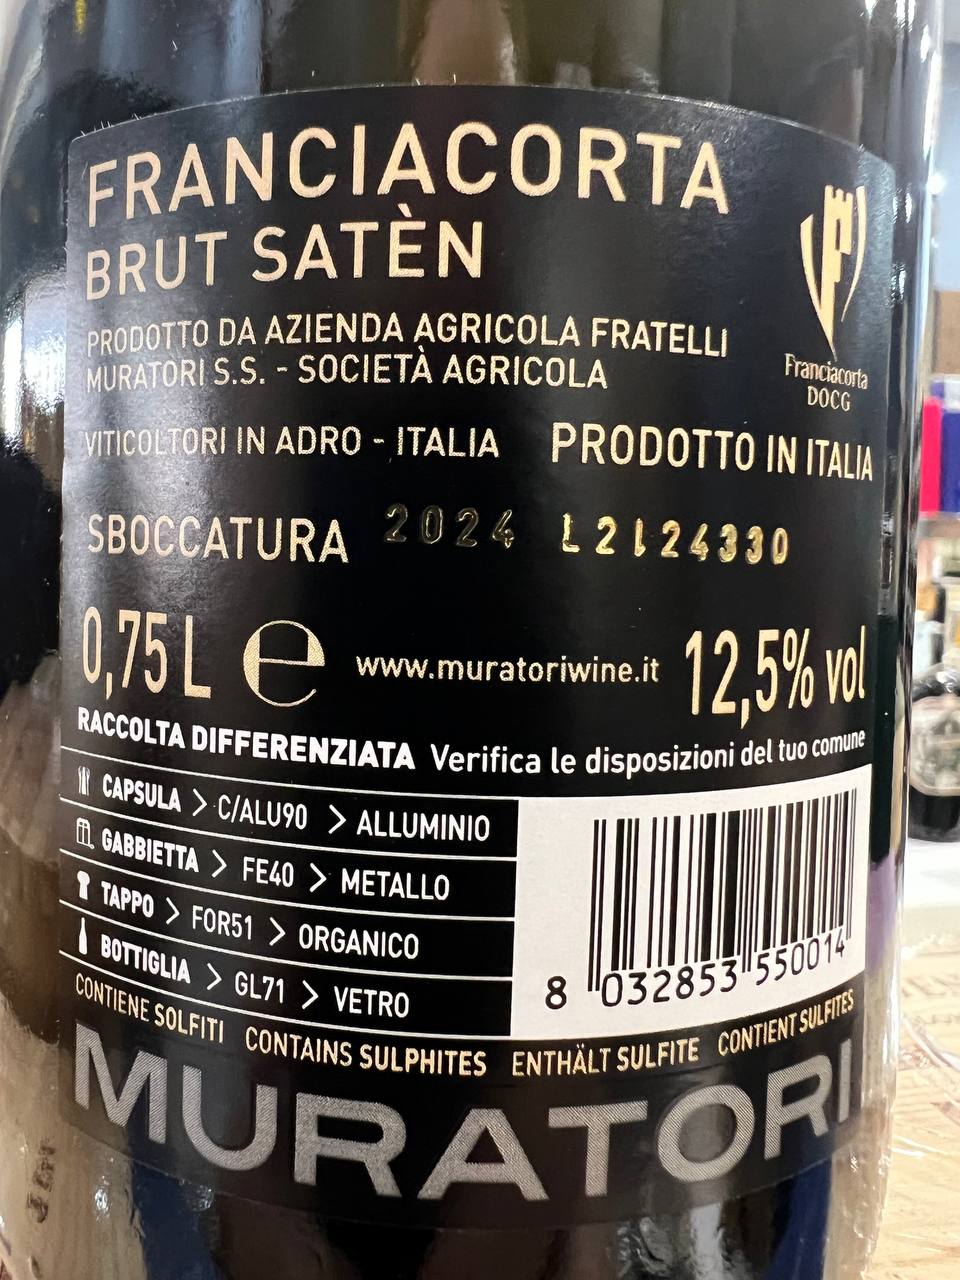 FRANCIACORTA
BRUT SATÈN
PRODOTTO DA AZIENDA AGRICOLA FRATELLI
MURATORI S.S. - SOCIETÀ AGRICOLA
Franciacorta
DOCG
VITICOLTORI IN ADRO - ITALIA PRODOTTO IN ITALIA
SBOCCATURA 2024 L2124330
0,75 L e www.muratoriwine.it 12,5% vol
RACCOLTA DIFFERENZIATA Verifica le disposizioni del tuo comune
CAPSULA > C/ALU90 > ALLUMINIO
GABBIETTA > FE40 > METALLO
TAPPO > FOR51 > ORGANICO
BOTTIGLIA > GL71 > VETRO
8 032853 550014
CONTIENE SOLFITI CONTAINS SULPHITES ENTHÄLT SULFITE CONTIENT SULFITES
MURATORI